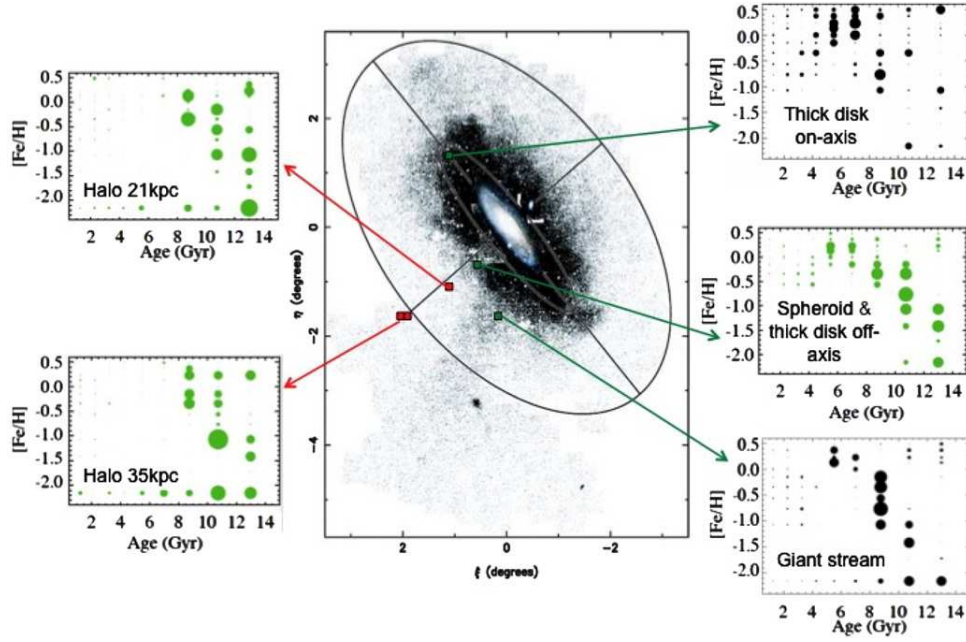 0.5
0.0
-0.5
-1.0
-1.5
-2.0
[Fe/H]
Halo 21kpc
2 4 6 8 10 12 14
Age (Gyr)
0.5
0.0
-0.5
-1.0
-1.5
-2.0
[Fe/H]
Halo 35kpc
2 4 6 8 10 12 14
Age (Gyr)
2
0
-2
-4
η (degrees)
2 0 -2
ξ (degrees)
0.5
0.0
-0.5
-1.0
-1.5
-2.0
[Fe/H]
Thick disk
on-axis
2 4 6 8 10 12 14
Age (Gyr)
0.5
0.0
-0.5
-1.0
-1.5
-2.0
[Fe/H]
Spheroid &
thick disk off-
axis
2 4 6 8 10 12 14
Age (Gyr)
0.5
0.0
-0.5
-1.0
-1.5
-2.0
[Fe/H]
Giant stream
2 4 6 8 10 12 14
Age (Gyr)